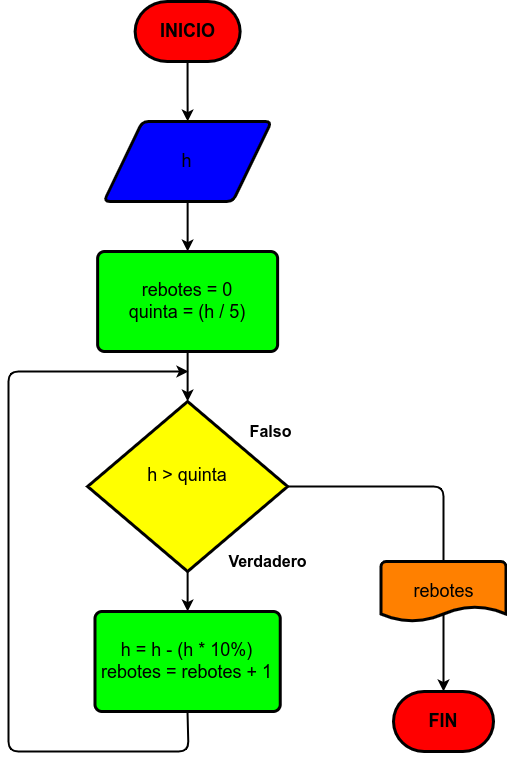 INICIO
h
rebotes = 0
quinta = (h / 5)
Falso
h > quinta
Verdadero
rebotes
h = h - (h * 10%)
rebotes = rebotes + 1
FIN